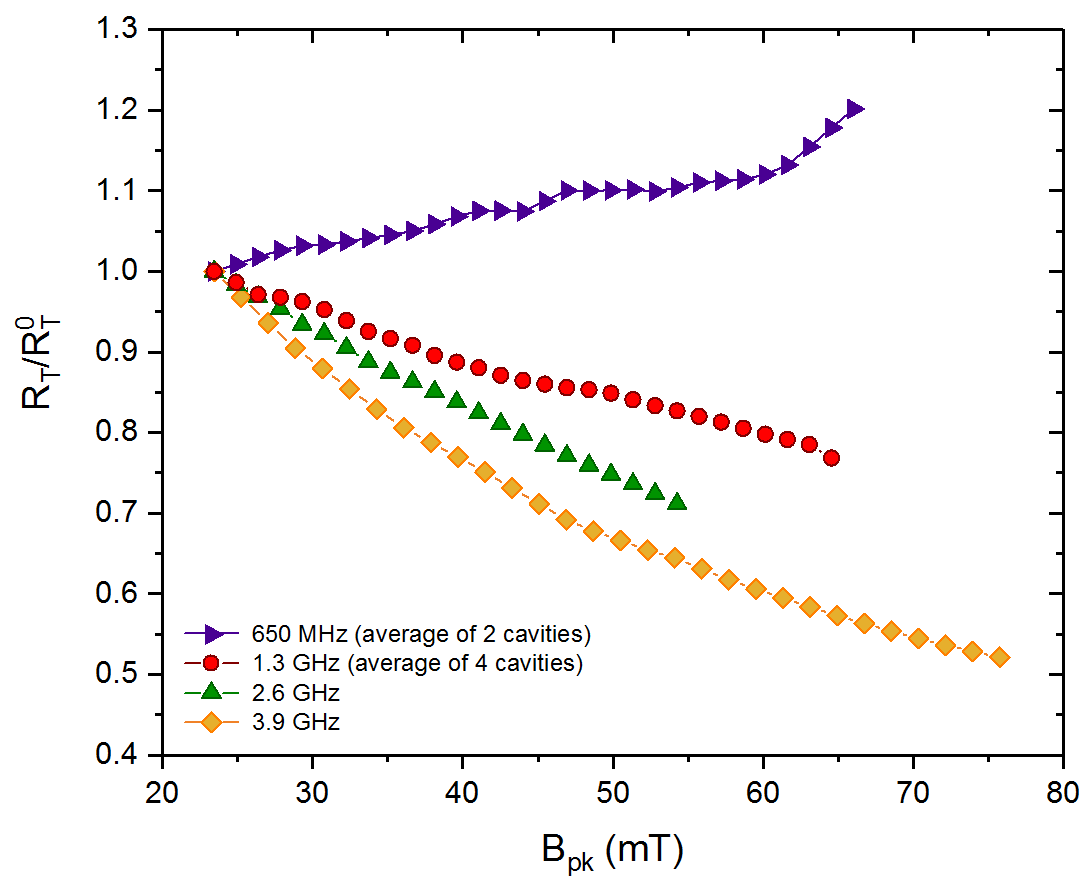 1.3
1.2
1.1
1.0
0.9
0.8
0.7
0.6
0.5
0.4
R_T/R_T^0
650 MHz (average of 2 cavities)
1.3 GHz (average of 4 cavities)
2.6 GHz
3.9 GHz
20 30 40 50 60 70 80
B_pk (mT)